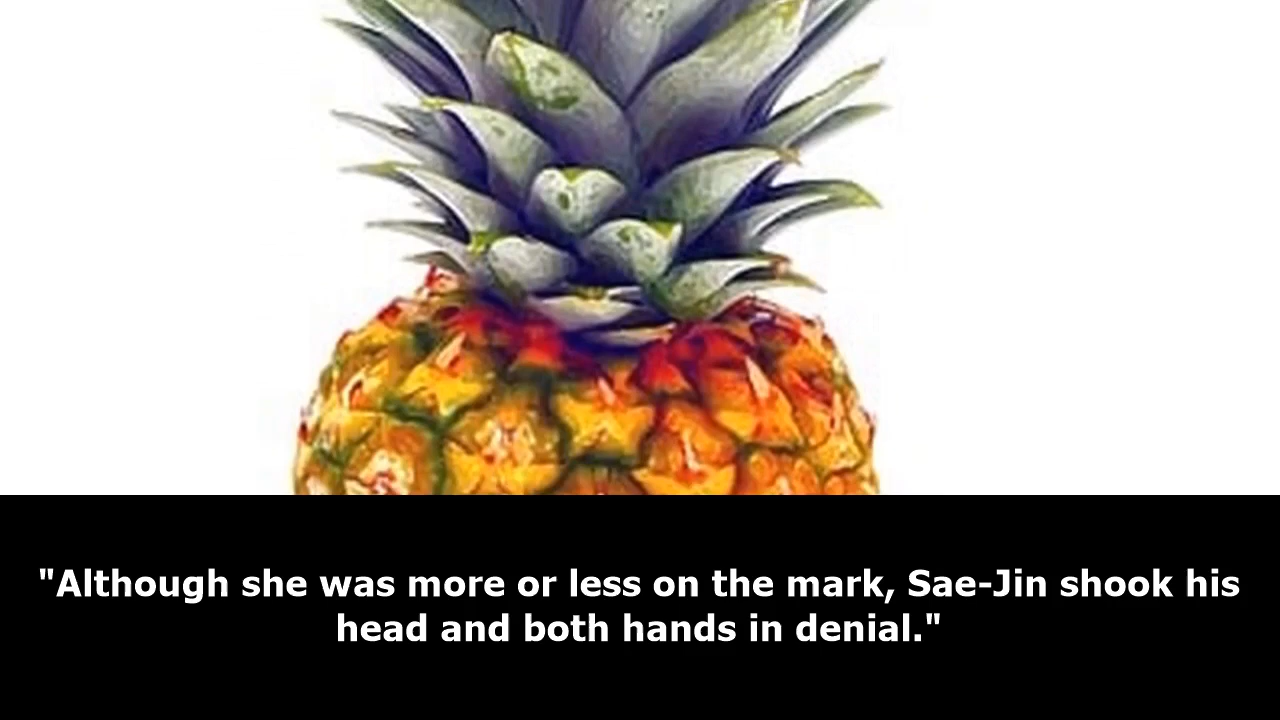 "Although she was more or less on the mark, Sae-Jin shook his
head and both hands in denial."